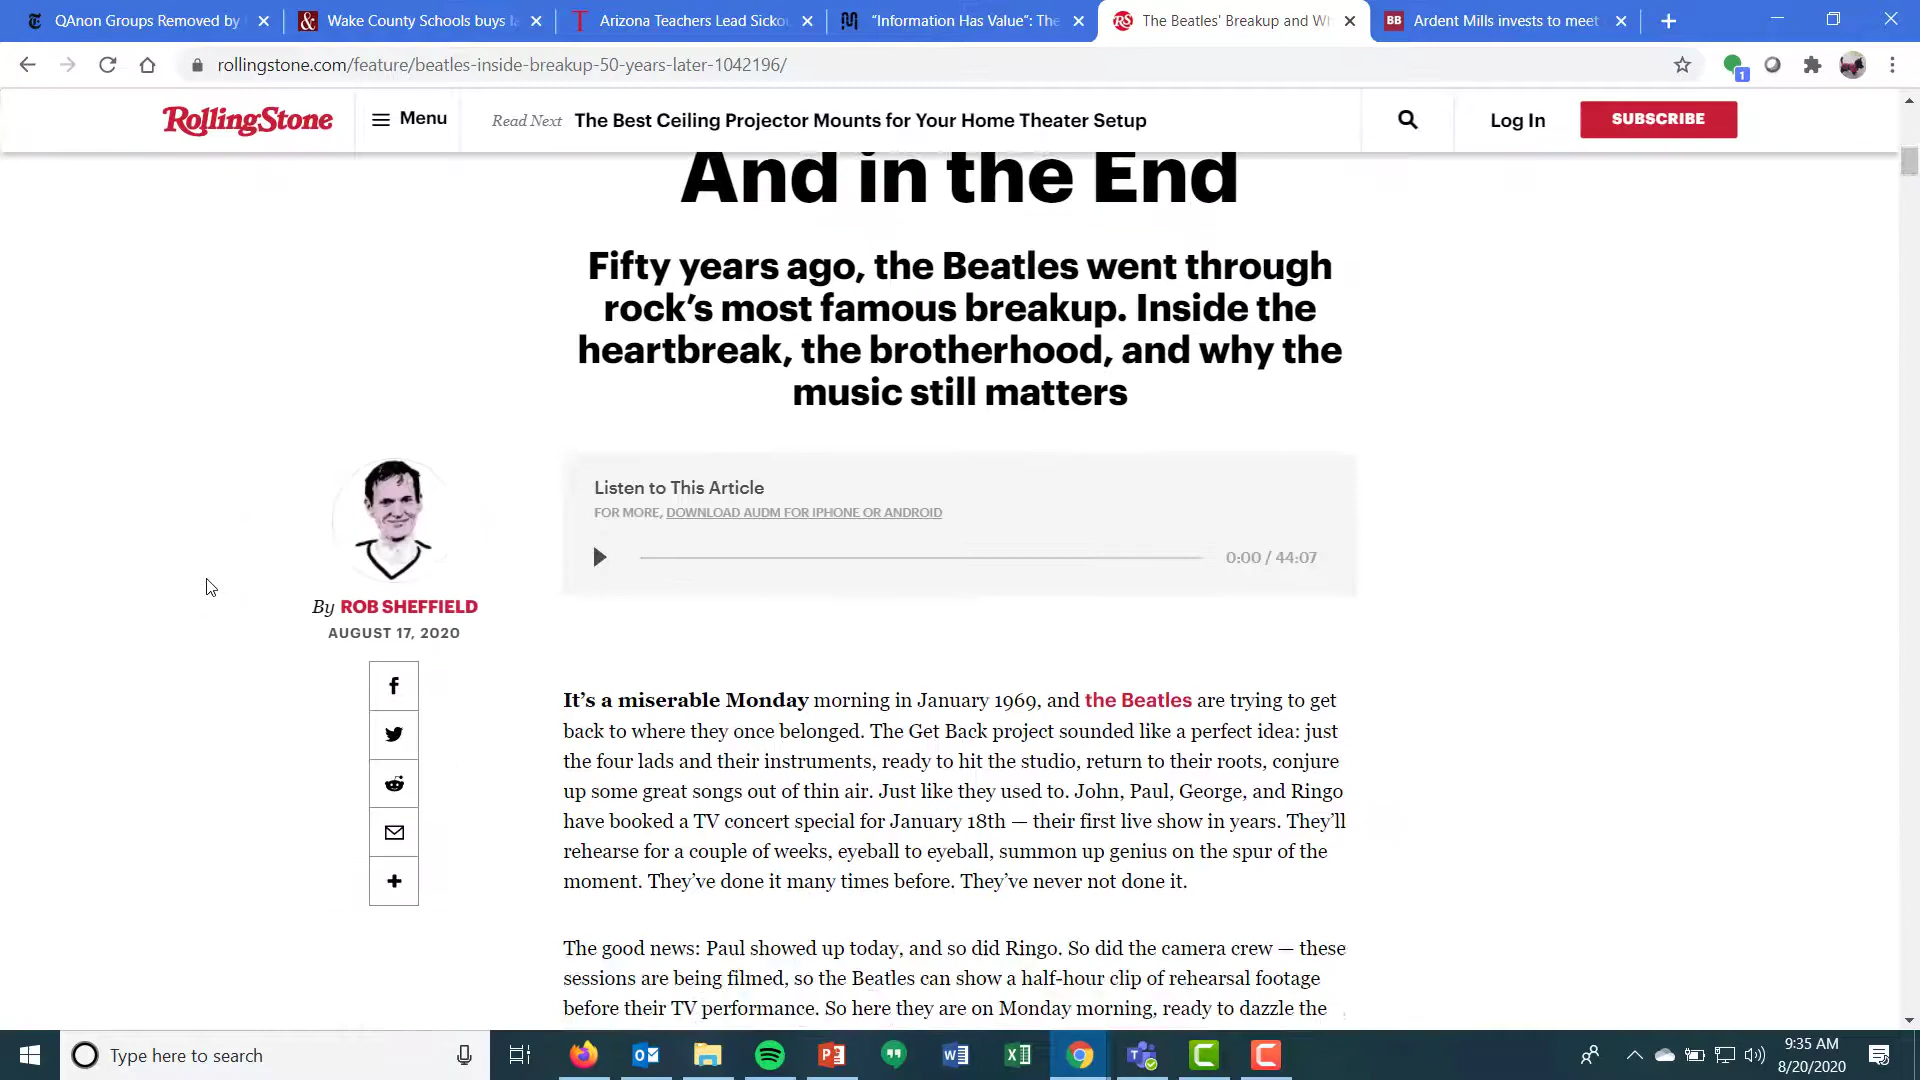 QAnon Groups Removed by
Wake County Schools buys
Arizona Teachers Lead Sicko
"Information Has Value": The
The Beatles' Breakup and Wh
Ardent Mills invests to meet
rollingstone.com/feature/beatles-inside-breakup-50-years-later-1042196/
1
RollingStone
Menu
Read Next The Best Ceiling Projector Mounts for Your Home Theater Setup
Log In
SUBSCRIBE
And in the End
Fifty years ago, the Beatles went through
rock's most famous breakup. Inside the
heartbreak, the brotherhood, and why the
music still matters
Listen to This Article
FOR MORE, DOWNLOAD AUDM FOR IPHONE OR ANDROID
0:00 / 44:07
By ROB SHEFFIELD
AUGUST 17, 2020
It's a miserable Monday morning in January 1969, and the Beatles are trying to get
back to where they once belonged. The Get Back project sounded like a perfect idea: just
the four lads and their instruments, ready to hit the studio, return to their roots, conjure
up some great songs out of thin air. Just like they used to. John, Paul, George, and Ringo
have booked a TV concert special for January 18th — their first live show in years. They'll
rehearse for a couple of weeks, eyeball to eyeball, summon up genius on the spur of the
moment. They've done it many times before. They've never not done it.
The good news: Paul showed up today, and so did Ringo. So did the camera crew — these
sessions are being filmed, so the Beatles can show a half-hour clip of rehearsal footage
before their TV performance. So here they are on Monday morning, ready to dazzle the
Type here to search
9:35 AM
8/20/2020